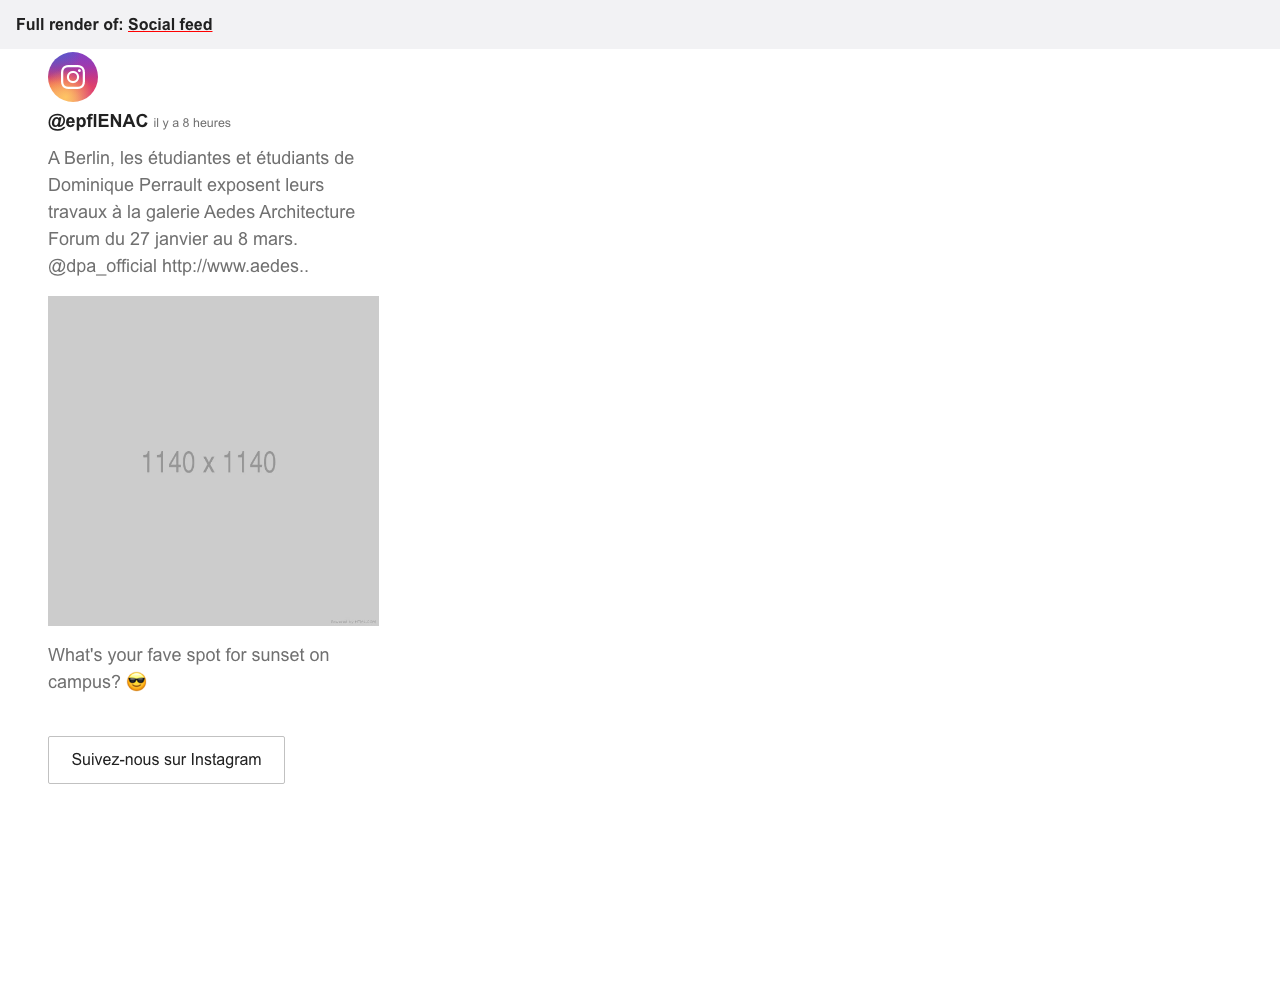 Full render of: Social feed
@epflENAC il y a 8 heures
A Berlin, les étudiantes et étudiants de
Dominique Perrault exposent leurs
travaux à la galerie Aedes Architecture
Forum du 27 janvier au 8 mars.
@dpa_official http://www.aedes..
1140 x 1140
What's your fave spot for sunset on
campus? 😎
Suivez-nous sur Instagram